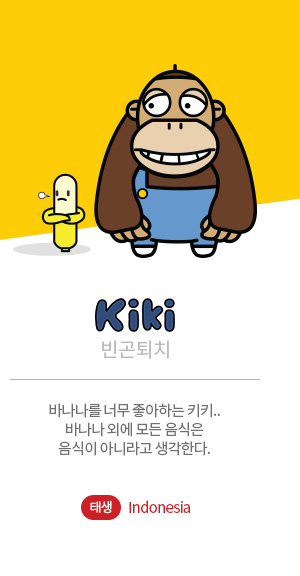 Kiki
빈곤퇴치
바나나를 너무 좋아하는 키키..
바나나 외에 모든 음식은
음식이 아니라고 생각한다.
태생 Indonesia